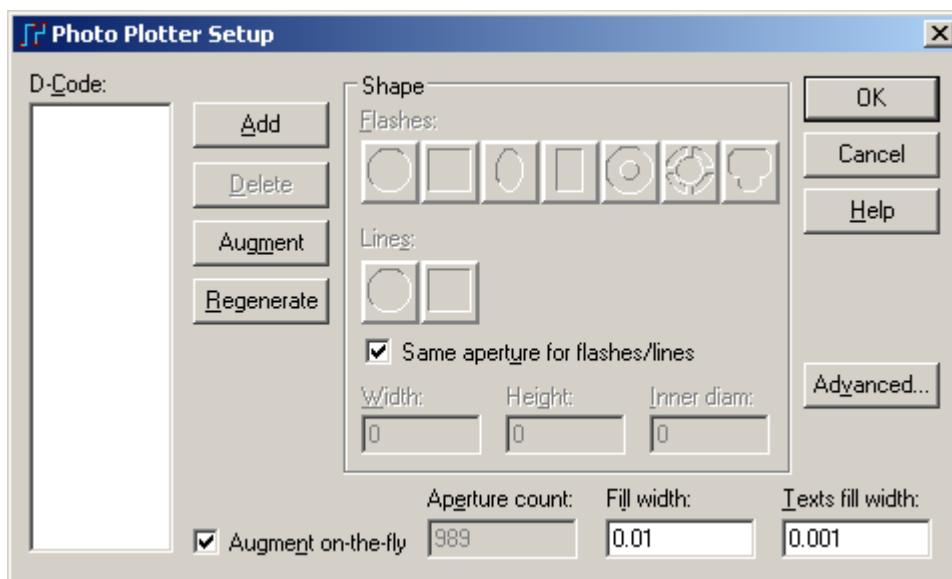 Photo Plotter Setup
D-Code:
Add
Delete
Augment
Regenerate
Shape
Flashes:
Lines:
Same aperture for flashes/lines
Width: Height: Inner diam:
0 0 0
OK
Cancel
Help
Advanced...
Augment on-the-fly
Aperture count: Fill width: Texts fill width:
989 0.01 0.001